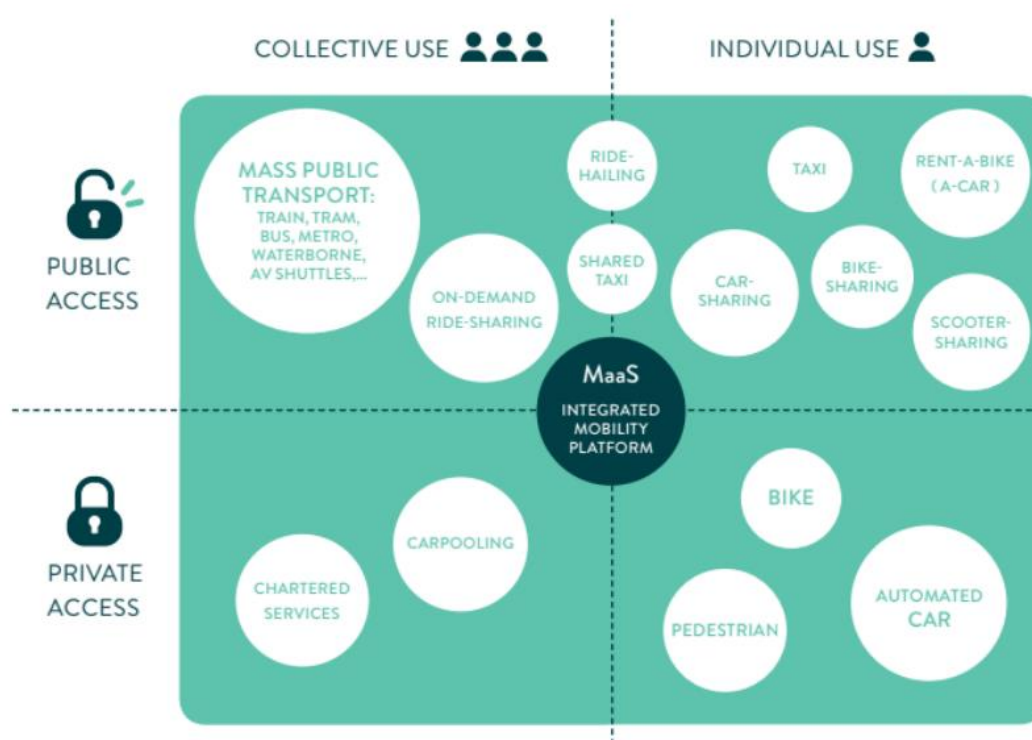 COLLECTIVE USE
INDIVIDUAL USE
PUBLIC
ACCESS
MASS PUBLIC
TRANSPORT:
TRAIN, TRAM,
BUS, METRO,
WATERBORNE,
AV SHUTTLES,...
ON-DEMAND
RIDE-SHARING
RIDE-
HAILING
SHARED
TAXI
TAXI
CAR-
SHARING
BIKE-
SHARING
RENT-A-BIKE
( A-CAR )
SCOOTER-
SHARING
MaaS
INTEGRATED
MOBILITY
PLATFORM
PRIVATE
ACCESS
CHARTERED
SERVICES
CARPOOLING
BIKE
PEDESTRIAN
AUTOMATED
CAR